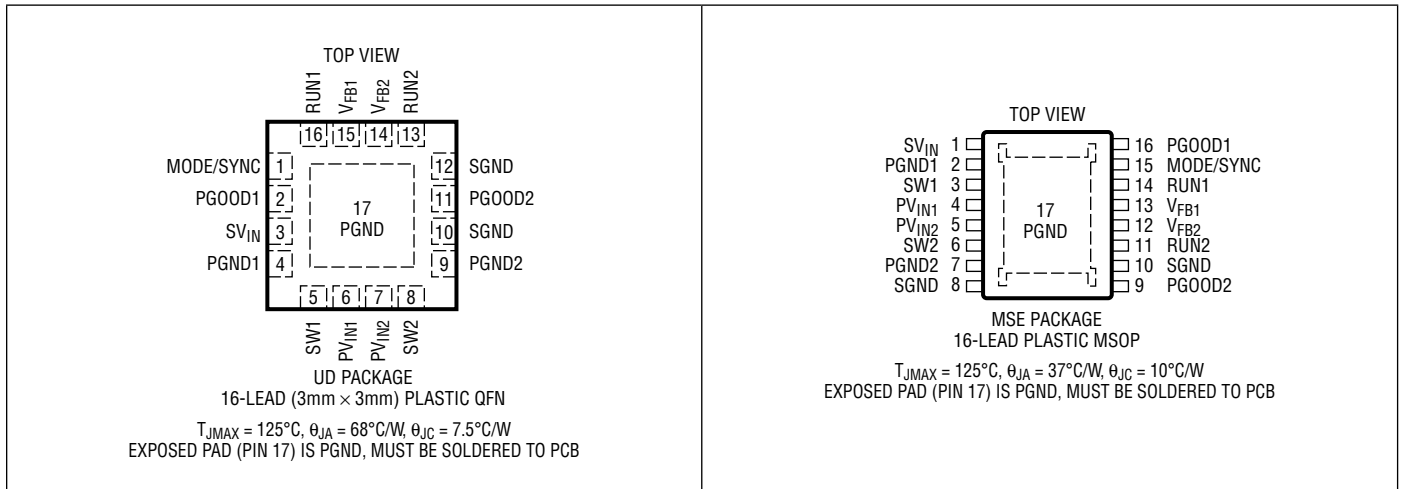 TOP VIEW
RUN1 VFB1 VFB2 RUN2
16 15 14 13
MODE/SYNC 1
PGOOD1 2
SVIN 3
PGND1 4
17
PGND
12 SGND
11 PGOOD2
10 SGND
9 PGND2
5 6 7 8
SW1 PVIN1 PVIN2 SW2
UD PACKAGE
16-LEAD (3mm × 3mm) PLASTIC QFN
TJMAX = 125°C, θJA = 68°C/W, θJC = 7.5°C/W
EXPOSED PAD (PIN 17) IS PGND, MUST BE SOLDERED TO PCB
TOP VIEW
SVIN 1
PGND1 2
SW1 3
PVIN1 4
PVIN2 5
SW2 6
PGND2 7
SGND 8
17
PGND
16 PGOOD1
15 MODE/SYNC
14 RUN1
13 VFB1
12 VFB2
11 RUN2
10 SGND
9 PGOOD2
MSE PACKAGE
16-LEAD PLASTIC MSOP
TJMAX = 125°C, θJA = 37°C/W, θJC = 10°C/W
EXPOSED PAD (PIN 17) IS PGND, MUST BE SOLDERED TO PCB